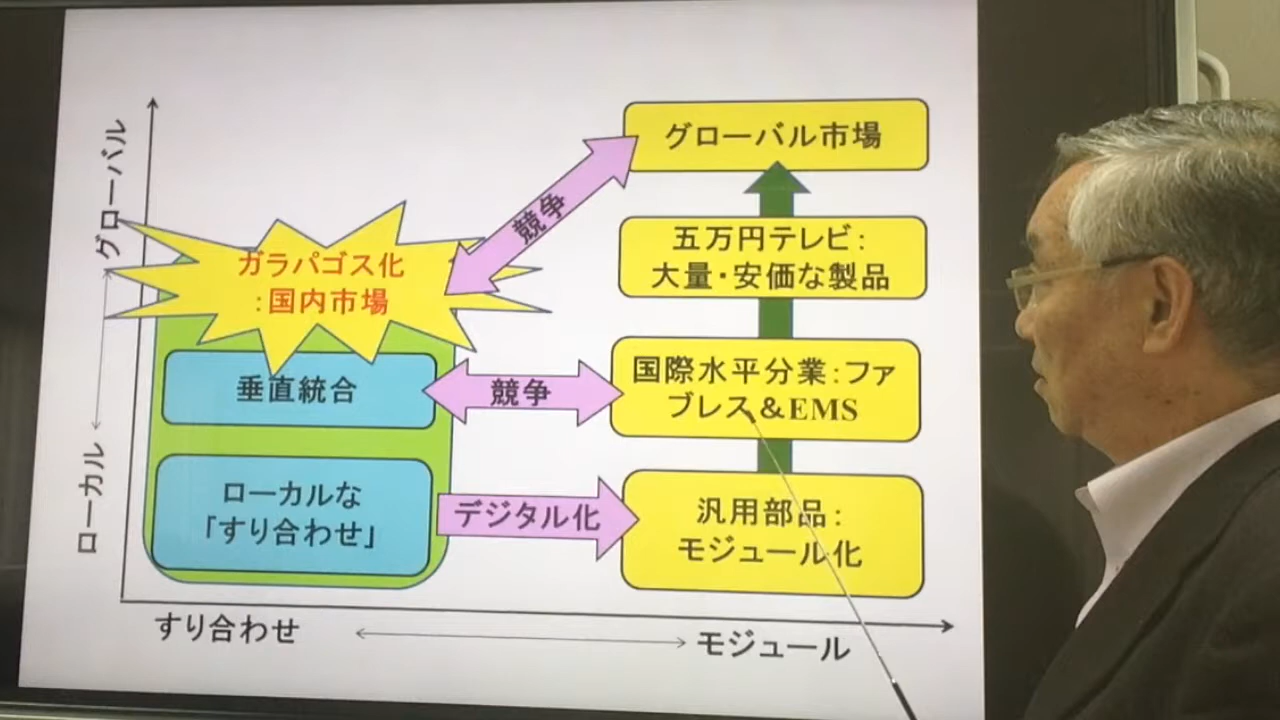 グローバル
ローカル
グローバル市場
競争
五万円テレビ:
大量・安価な製品
ガラパゴス化
:国内市場
垂直統合
競争
国際水平分業:ファ
ブレス&EMS
ローカルな
「すり合わせ」
デジタル化
汎用部品:
モジュール化
すり合わせ
モジュール